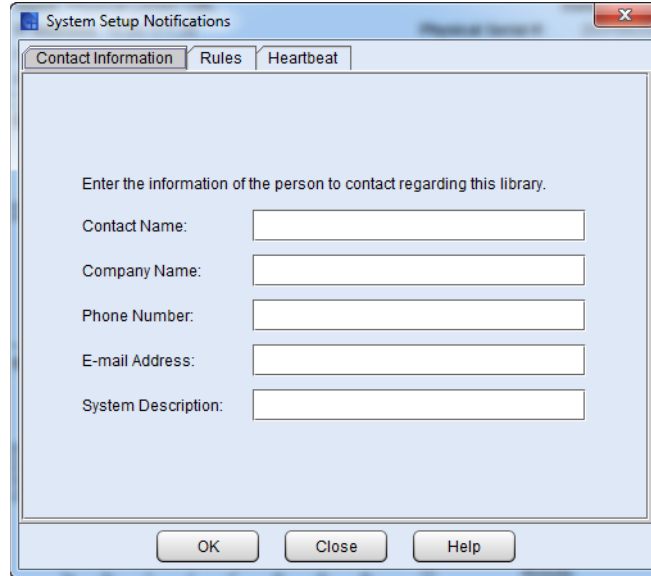 System Setup Notifications
Contact Information Rules Heartbeat
Enter the information of the person to contact regarding this library.
Contact Name:
Company Name:
Phone Number:
E-mail Address:
System Description:
OK Close Help